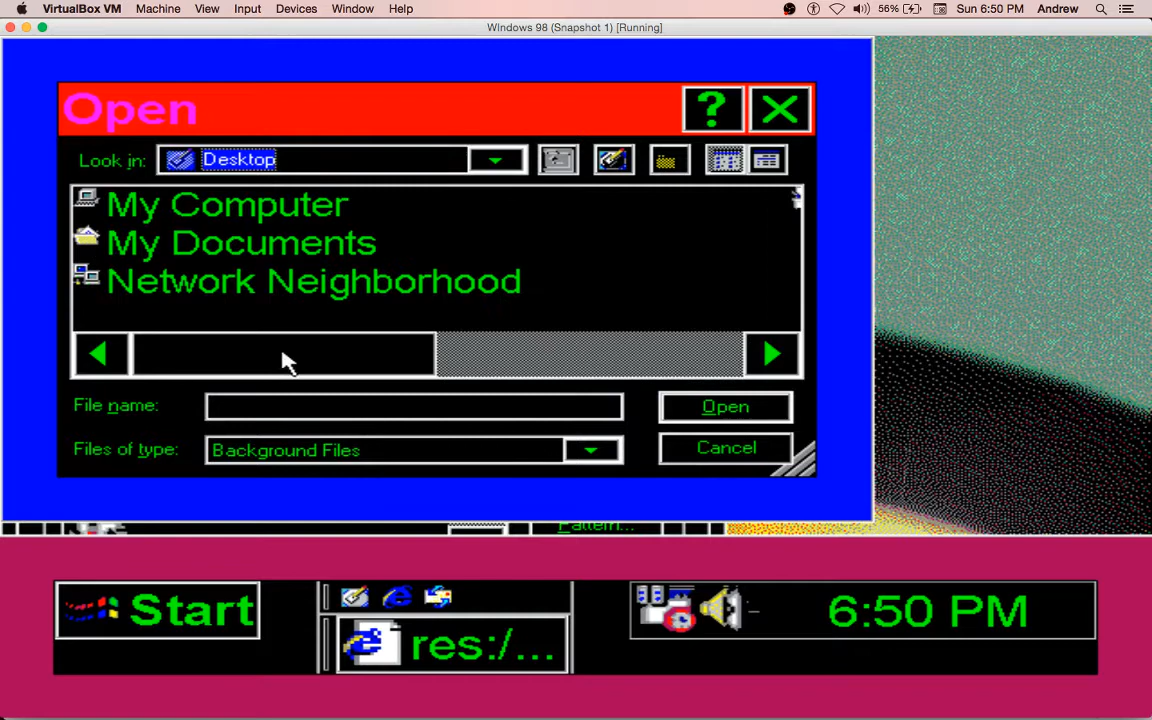 VirtualBox VM Machine View Input Devices Window Help 56% Sun 6:50 PM Andrew
WIndows 98 (Snapshot 1) [Running]
Open
Look in: Desktop
My Computer
My Documents
Network Neighborhood
File name: Open
Files of type: Background Files Cancel
Pattern...
Start 6:50 PM
res:/...